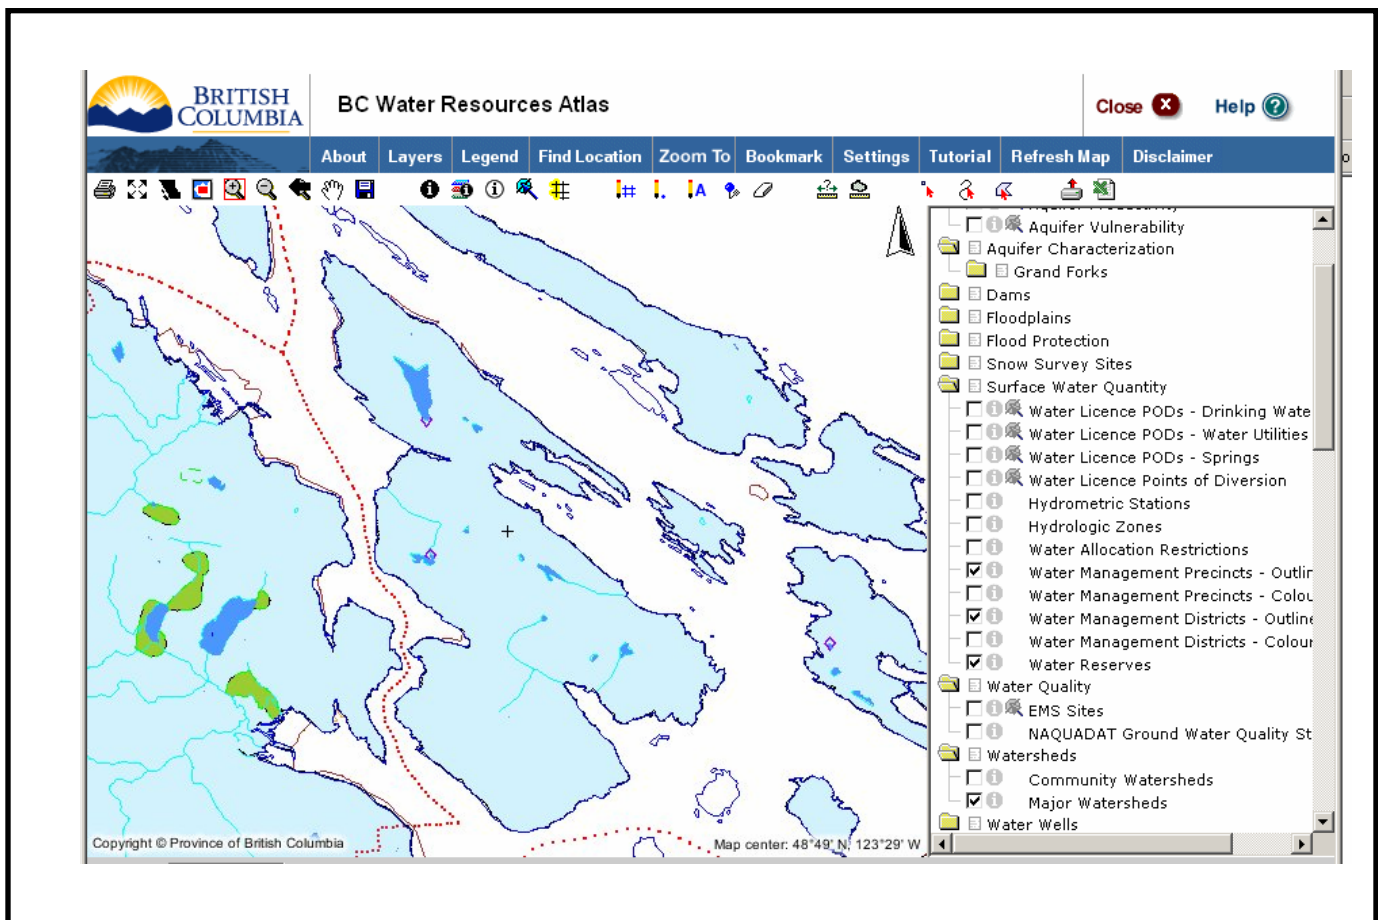 BRITISH
COLUMBIA
BC Water Resources Atlas
Close
Help
About Layers Legend Find Location Zoom To Bookmark Settings Tutorial Refresh Map Disclaimer
Aquifer Vulnerability
Aquifer Characterization
Grand Forks
Dams
Floodplains
Flood Protection
Snow Survey Sites
Surface Water Quantity
Water Licence PODs - Drinking Wate
Water Licence PODs - Water Utilities
Water Licence PODs - Springs
Water Licence Points of Diversion
Hydrometric Stations
Hydrologic Zones
Water Allocation Restrictions
Water Management Precincts - Outlin
Water Management Precincts - Colou
Water Management Districts - Outline
Water Management Districts - Colour
Water Reserves
Water Quality
EMS Sites
NAQUADAT Ground Water Quality St
Watersheds
Community Watersheds
Major Watersheds
Water Wells
Copyright © Province of British Columbia
Map center: 48°49' N, 123°29' W